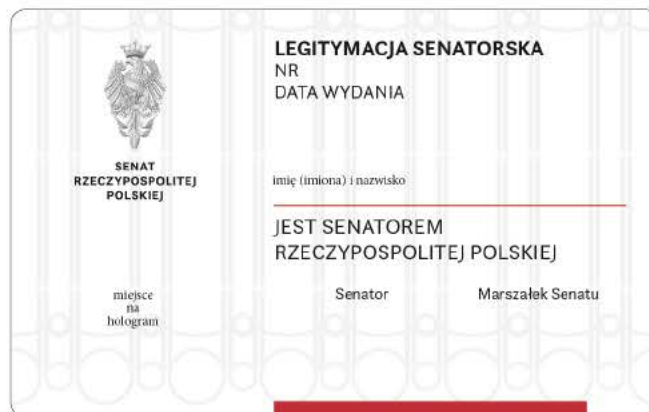 SENAT
RZECZYPOSPOLITEJ
POLSKIEJ
miejsce
na
hologram
LEGITYMACJA SENATORSKA
NR
DATA WYDANIA
imię (imiona) i nazwisko
JEST SENATOREM
RZECZYPOSPOLITEJ POLSKIEJ
Senator Marszałek Senatu